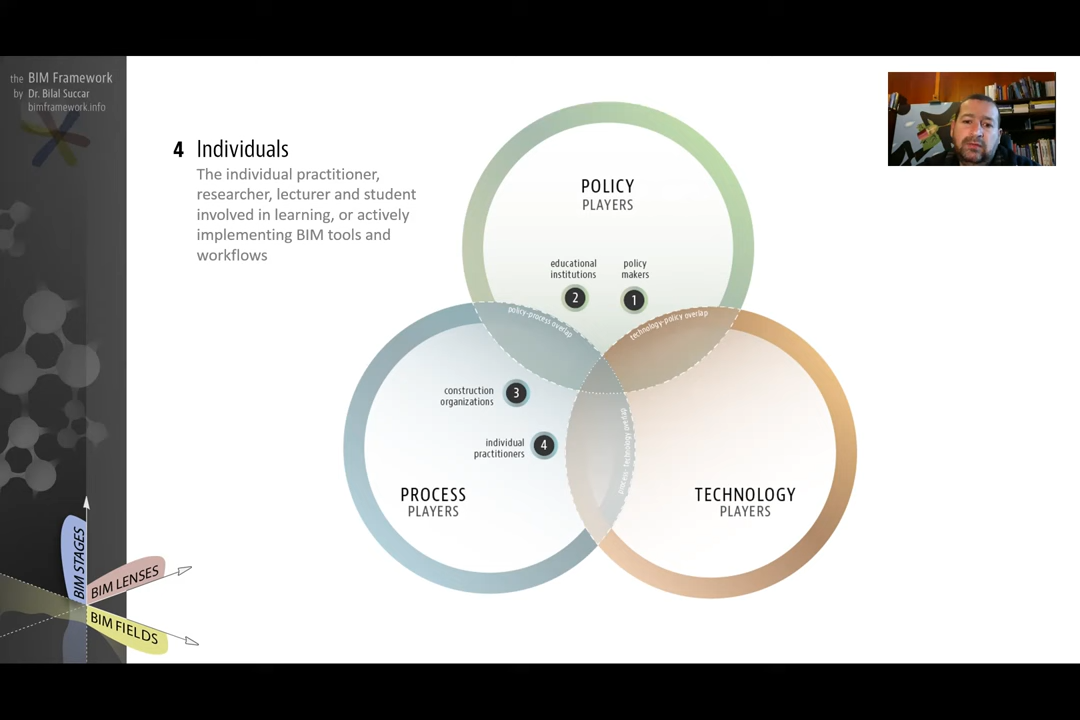 the BIM Framework
by Dr. Bilal Succar
bimframework.info
4 Individuals
The individual practitioner,
researcher, lecturer and student
involved in learning, or actively
implementing BIM tools and
workflows
POLICY
PLAYERS
educational
institutions
policy
makers
2
1
policy-process overlap
technology-policy overlap
construction
organizations
3
individual
practitioners
4
process-technology overlap
PROCESS
PLAYERS
TECHNOLOGY
PLAYERS
BIM STAGES
BIM LENSES
BIM FIELDS